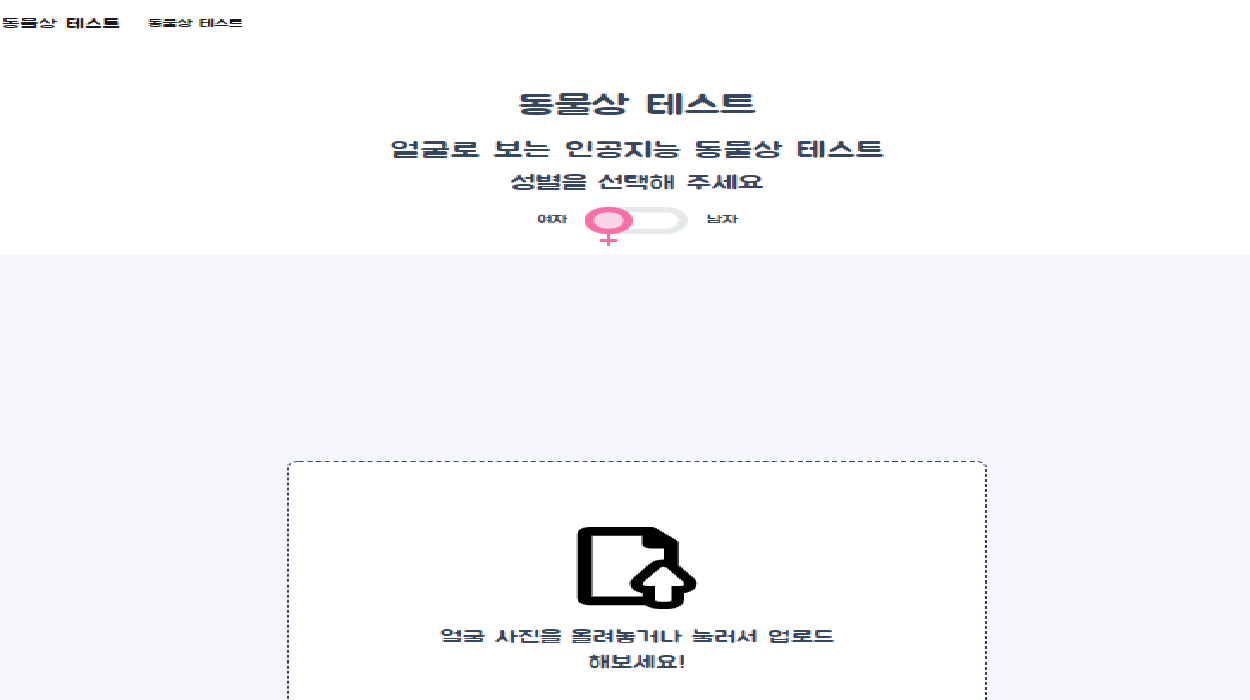 동물상 테스트 동물상 테스트
동물상 테스트
얼굴로 보는 인공지능 동물상 테스트
성별을 선택해 주세요
여자 남자
얼굴 사진을 올려놓거나 눌러서 업로드
해보세요!